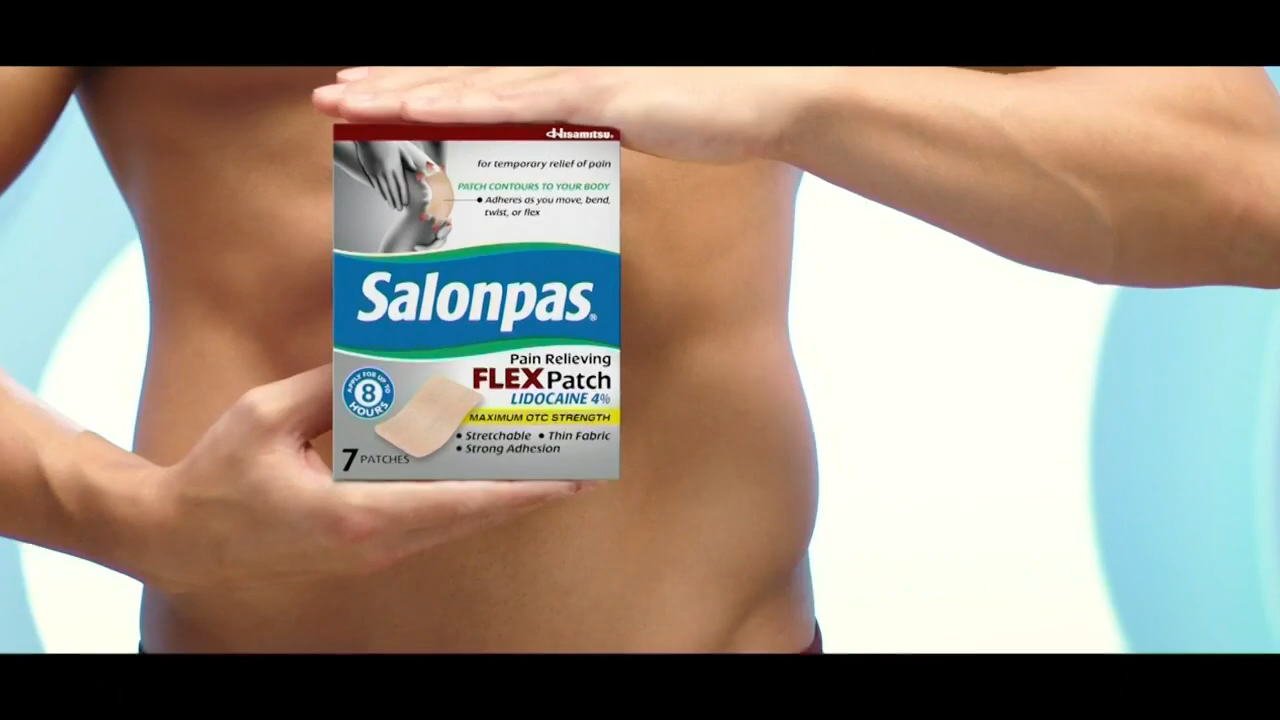 Hisamitsu®
for temporary relief of pain
PATCH CONTOURS TO YOUR BODY
• Adheres as you move, bend,
twist, or flex
Salonpas®
Pain Relieving
FLEX Patch
LIDOCAINE 4%
MAXIMUM OTC STRENGTH
• Stretchable • Thin Fabric
• Strong Adhesion
APPLY FOR UP TO
8
HOURS
7 PATCHES